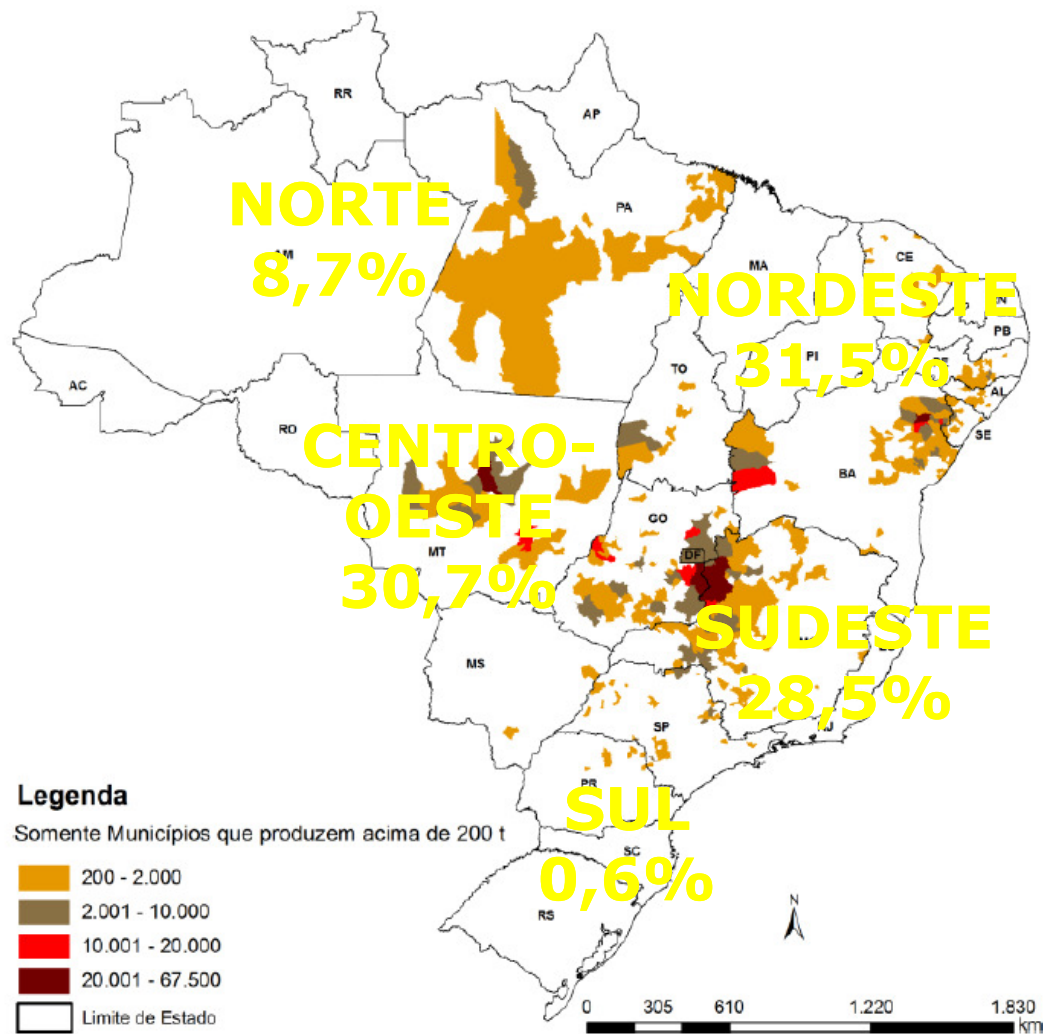 RR
AP
NORTE
8,7%
AM
PA
MA
CE
NORDESTE
31,5%
PB
PI
AL
SE
TO
AC
RO
BA
CENTRO-
OESTE
30,7%
MT
GO
DF
SUDESTE
28,5%
MS
SP
PR
SUL
0,6%
SC
RS
Legenda
Somente Municípios que produzem acima de 200 t
200 - 2.000
2.001 - 10.000
10.001 - 20.000
20.001 - 67.500
Limite de Estado
N
0 305 610 1.220 1.830
km